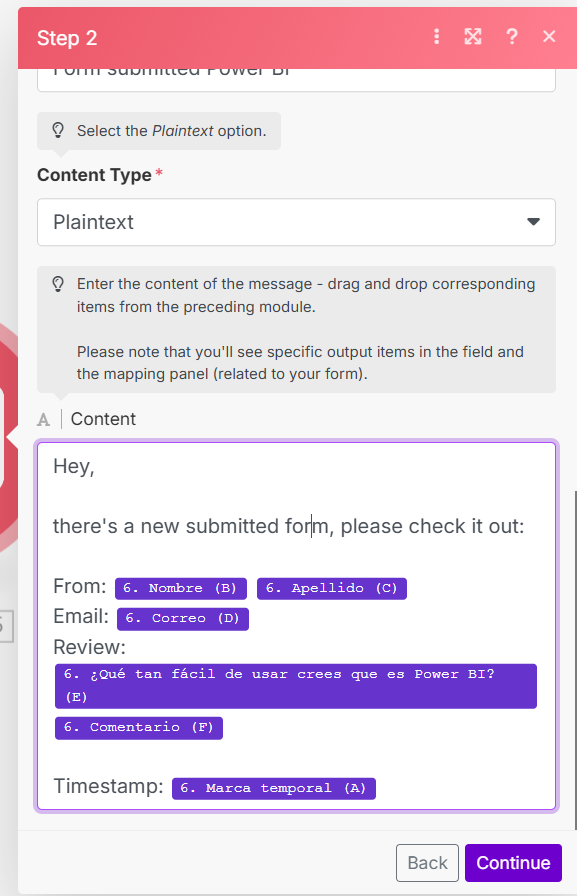 Step 2
?
Form submitted Power BI
Select the Plaintext option.
Content Type *
Plaintext
Enter the content of the message - drag and drop corresponding
items from the preceding module.
Please note that you'll see specific output items in the field and
the mapping panel (related to your form).
A Content
Hey,
there's a new submitted form, please check it out:
From: 6. Nombre (B) 6. Apellido (C)
Email: 6. Correo (D)
Review:
6. ¿Qué tan fácil de usar crees que es Power BI?
(E)
6. Comentario (F)
Timestamp: 6. Marca temporal (A)
Back Continue